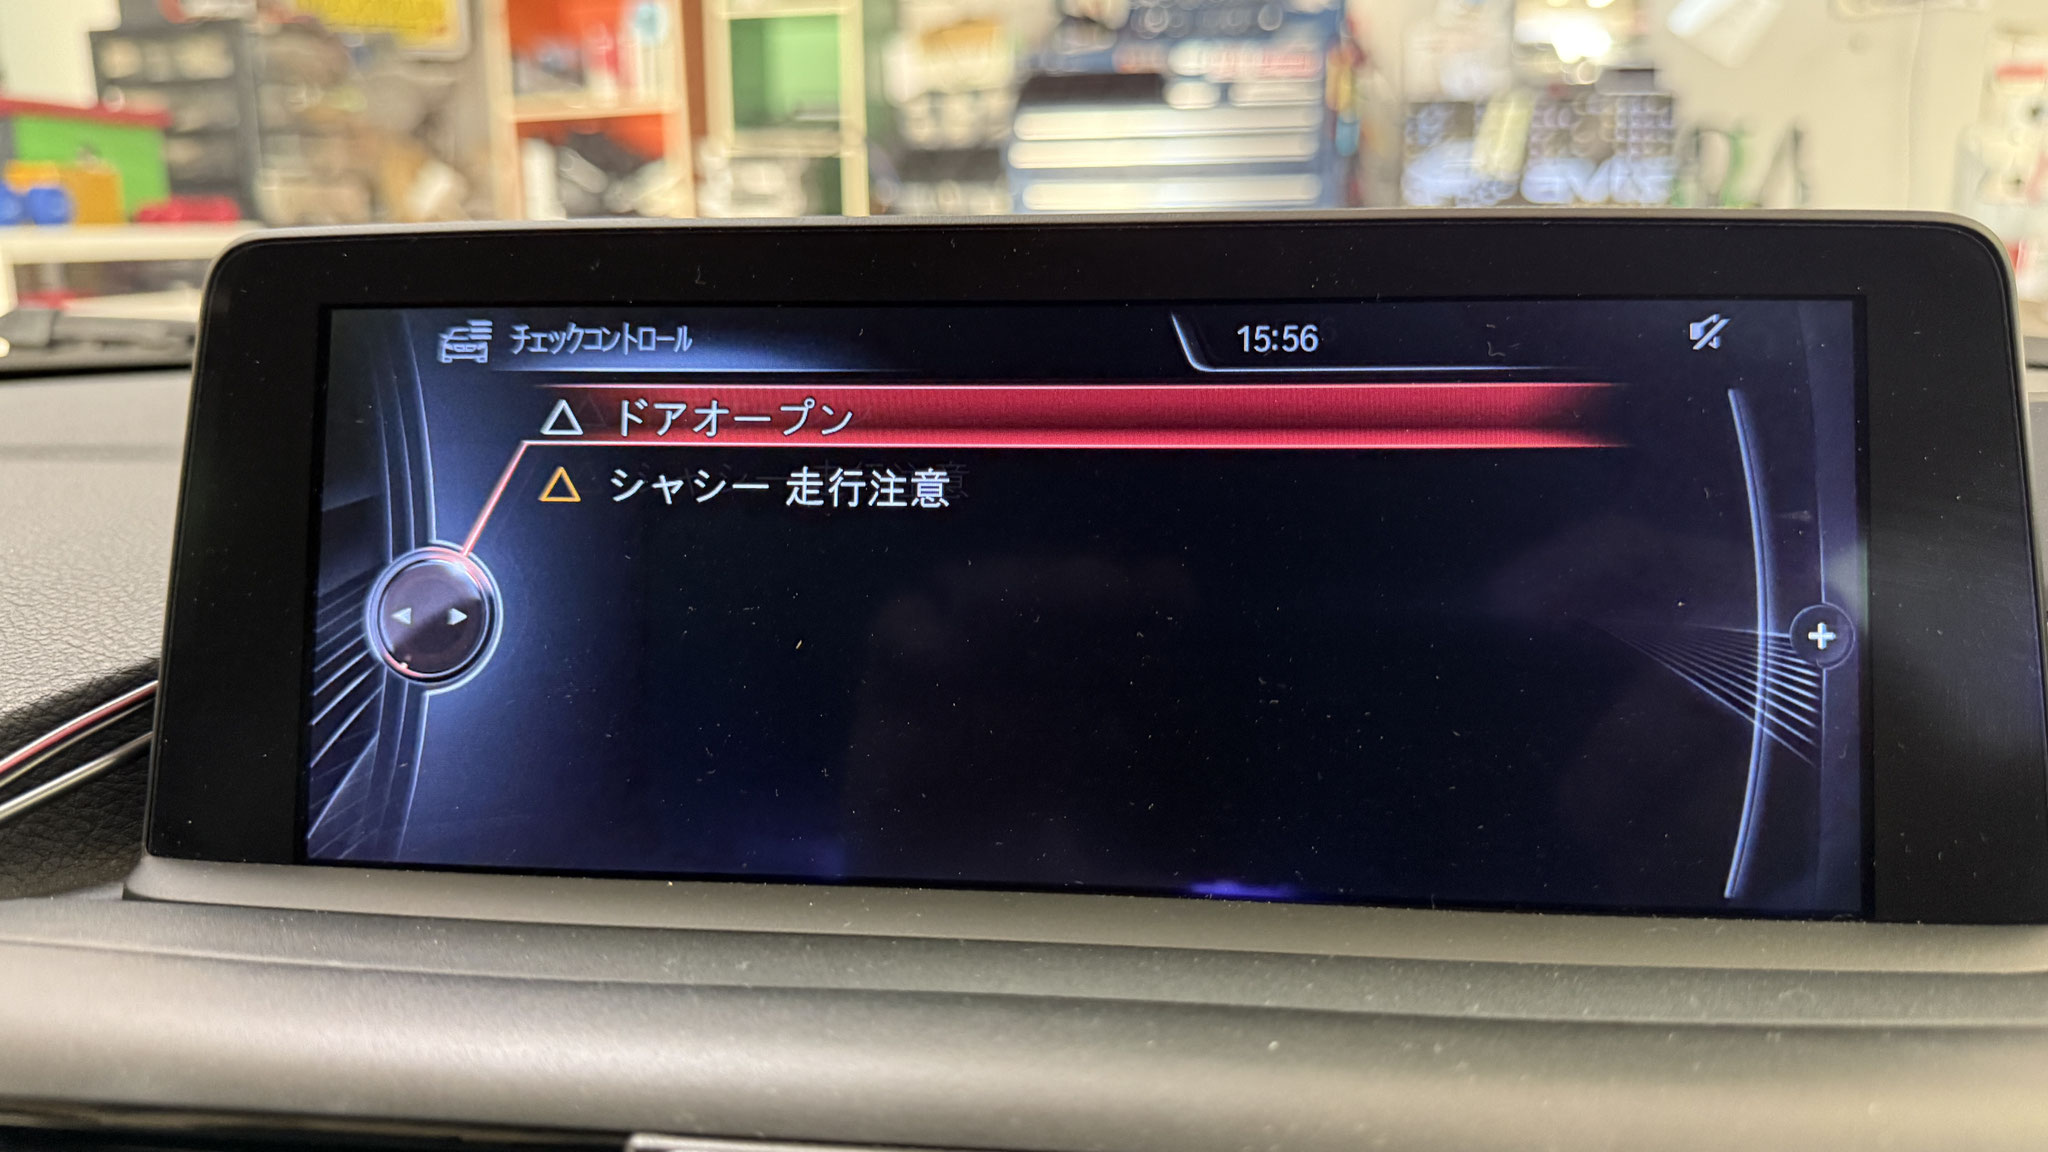 チェックコントロール
15:56
ドアオープン
シャシー 走行注意